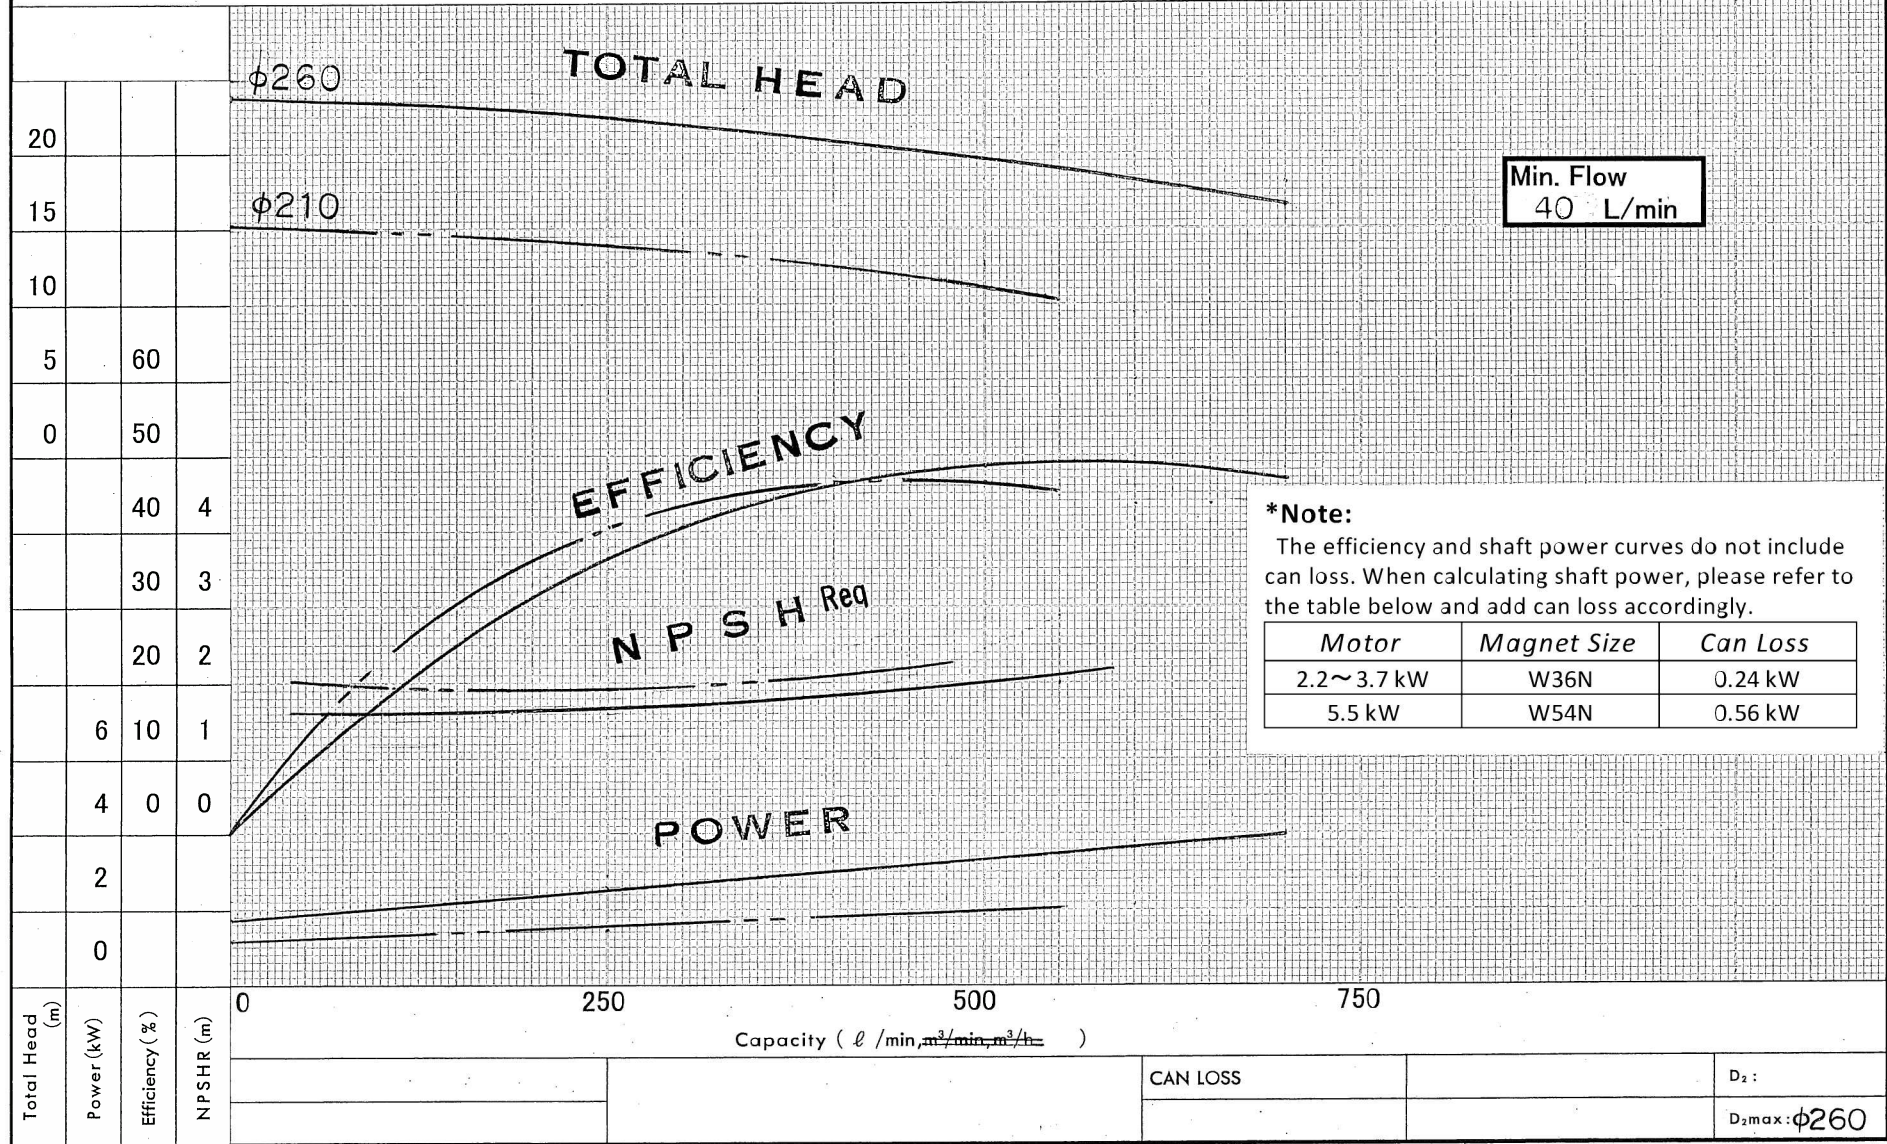 TOTAL HEAD
ϕ260
ϕ210
Min. Flow
40 L/min
20
15
10
5 60
0 50
40 4
30 3
20 2
6 10 1
4 0 0
2
0
EFFICIENCY
NPSH Req
POWER
*Note:
The efficiency and shaft power curves do not include
can loss. When calculating shaft power, please refer to
the table below and add can loss accordingly.
Motor Magnet Size Can Loss
2.2～3.7 kW W36N 0.24 kW
5.5 kW W54N 0.56 kW
0 250 500 750
Total Head (m)
Power (kW)
Efficiency (%)
NPSHR (m)
Capacity ( ℓ /min, m³/min, m³/h )
CAN LOSS
D₂ :
D₂max : ϕ260